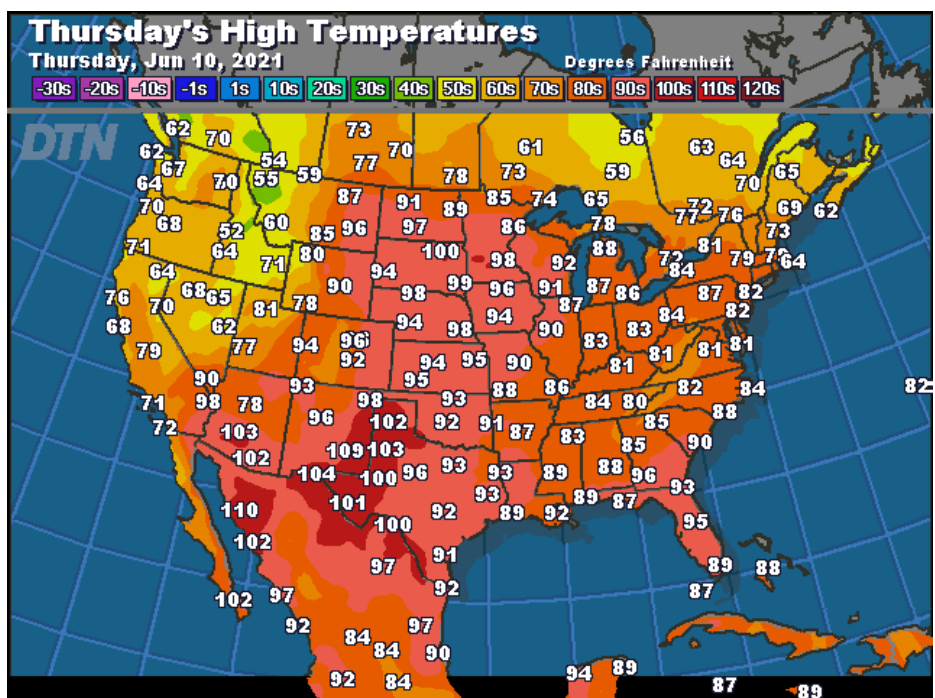 Thursday's High Temperatures
Thursday, Jun 10, 2021 Degrees Fahrenheit
-30s -20s -10s -1s 1s 10s 20s 30s 40s 50s 60s 70s 80s 90s 100s 110s 120s
DTN
62 70 73 70 61 56 63
62 67 54 77 73 59 64
64 70 55 59 78 70 65
70 87 91 89 85 74 65 72 69 62
68 52 60 85 96 97 86 78 77 76 73
71 64 71 80 100 98 92 88 81 79 64
64 94 84
76 70 68 65 81 78 90 98 99 96 91 87 87 86 87 82
68 62 94 98 94 90 84 82
79 77 94 96 92 94 95 90 83 83 81 81 81
90 93 95 88 86 81 82 84 82
71 98 78 98 93 84 80 88
72 103 96 102 92 91 87 83 85 85 90
102 109 103 96 93 93 89 88 96 93
104 100 93
110 101 92 89 92 89 87 95
102 100 91 89 88
97 92 87
102 97
92 84 97
84 90 94 89
92 84 87 89